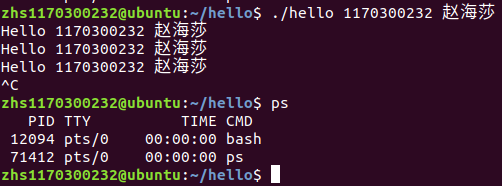 zhs1170300232@ubuntu:~/hello$ ./hello 1170300232 赵海莎
Hello 1170300232 赵海莎
Hello 1170300232 赵海莎
Hello 1170300232 赵海莎
^C
zhs1170300232@ubuntu:~/hello$ ps
PID TTY TIME CMD
12094 pts/0 00:00:00 bash
71412 pts/0 00:00:00 ps
zhs1170300232@ubuntu:~/hello$